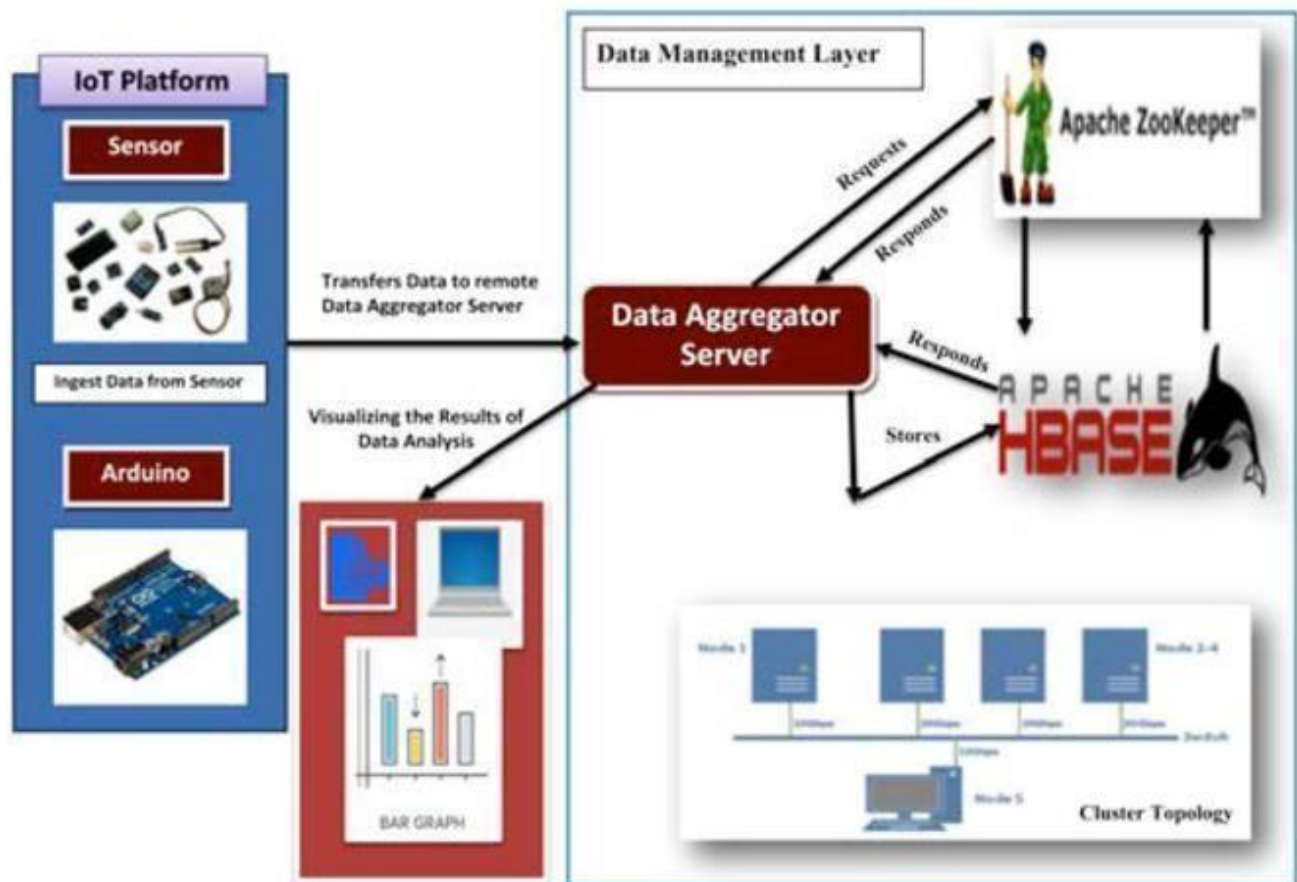 Data Management Layer
IoT Platform
Sensor
Ingest Data from Sensor
Arduino
Transfers Data to remote
Data Aggregator Server
Visualizing the Results of
Data Analysis
BAR GRAPH
Requests
Responds
Apache ZooKeeper™
Data Aggregator
Server
Responds
Stores
APACHE
HBASE
Node 1
Node 2-4
Node 5
Cluster Topology